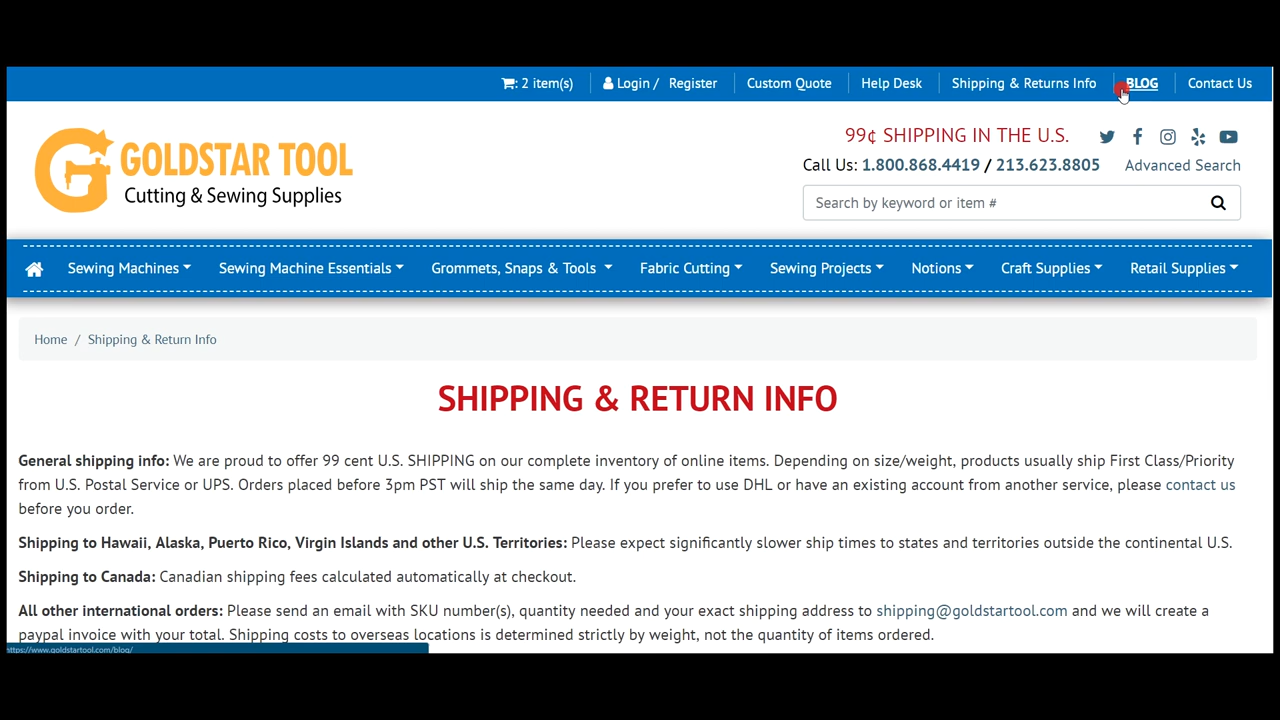 : 2 item(s) Login / Register Custom Quote Help Desk Shipping & Returns Info BLOG Contact Us
99¢ SHIPPING IN THE U.S.
GOLDSTAR TOOL
Cutting & Sewing Supplies
Call Us: 1.800.868.4419 / 213.623.8805 Advanced Search
Search by keyword or item #
Sewing Machines Sewing Machine Essentials Grommets, Snaps & Tools Fabric Cutting Sewing Projects Notions Craft Supplies Retail Supplies
Home / Shipping & Return Info
SHIPPING & RETURN INFO
General shipping info: We are proud to offer 99 cent U.S. SHIPPING on our complete inventory of online items. Depending on size/weight, products usually ship First Class/Priority
from U.S. Postal Service or UPS. Orders placed before 3pm PST will ship the same day. If you prefer to use DHL or have an existing account from another service, please contact us
before you order.
Shipping to Hawaii, Alaska, Puerto Rico, Virgin Islands and other U.S. Territories: Please expect significantly slower ship times to states and territories outside the continental U.S.
Shipping to Canada: Canadian shipping fees calculated automatically at checkout.
All other international orders: Please send an email with SKU number(s), quantity needed and your exact shipping address to shipping@goldstartool.com and we will create a
paypal invoice with your total. Shipping costs to overseas locations is determined strictly by weight, not the quantity of items ordered.
https://www.goldstartool.com/blog/